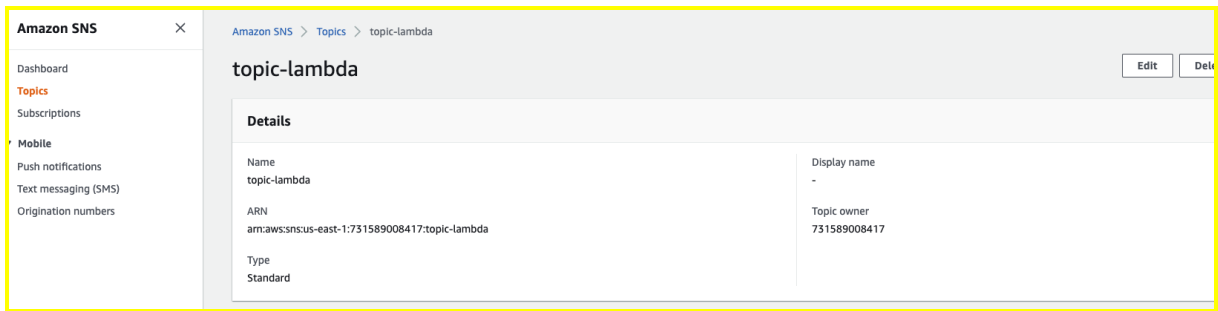 Amazon SNS
Dashboard
Topics
Subscriptions
Mobile
Push notifications
Text messaging (SMS)
Origination numbers
Amazon SNS > Topics > topic-lambda
topic-lambda
Edit
Dele
Details
Name
topic-lambda
ARN
arn:aws:sns:us-east-1:731589008417:topic-lambda
Type
Standard
Display name
-
Topic owner
731589008417